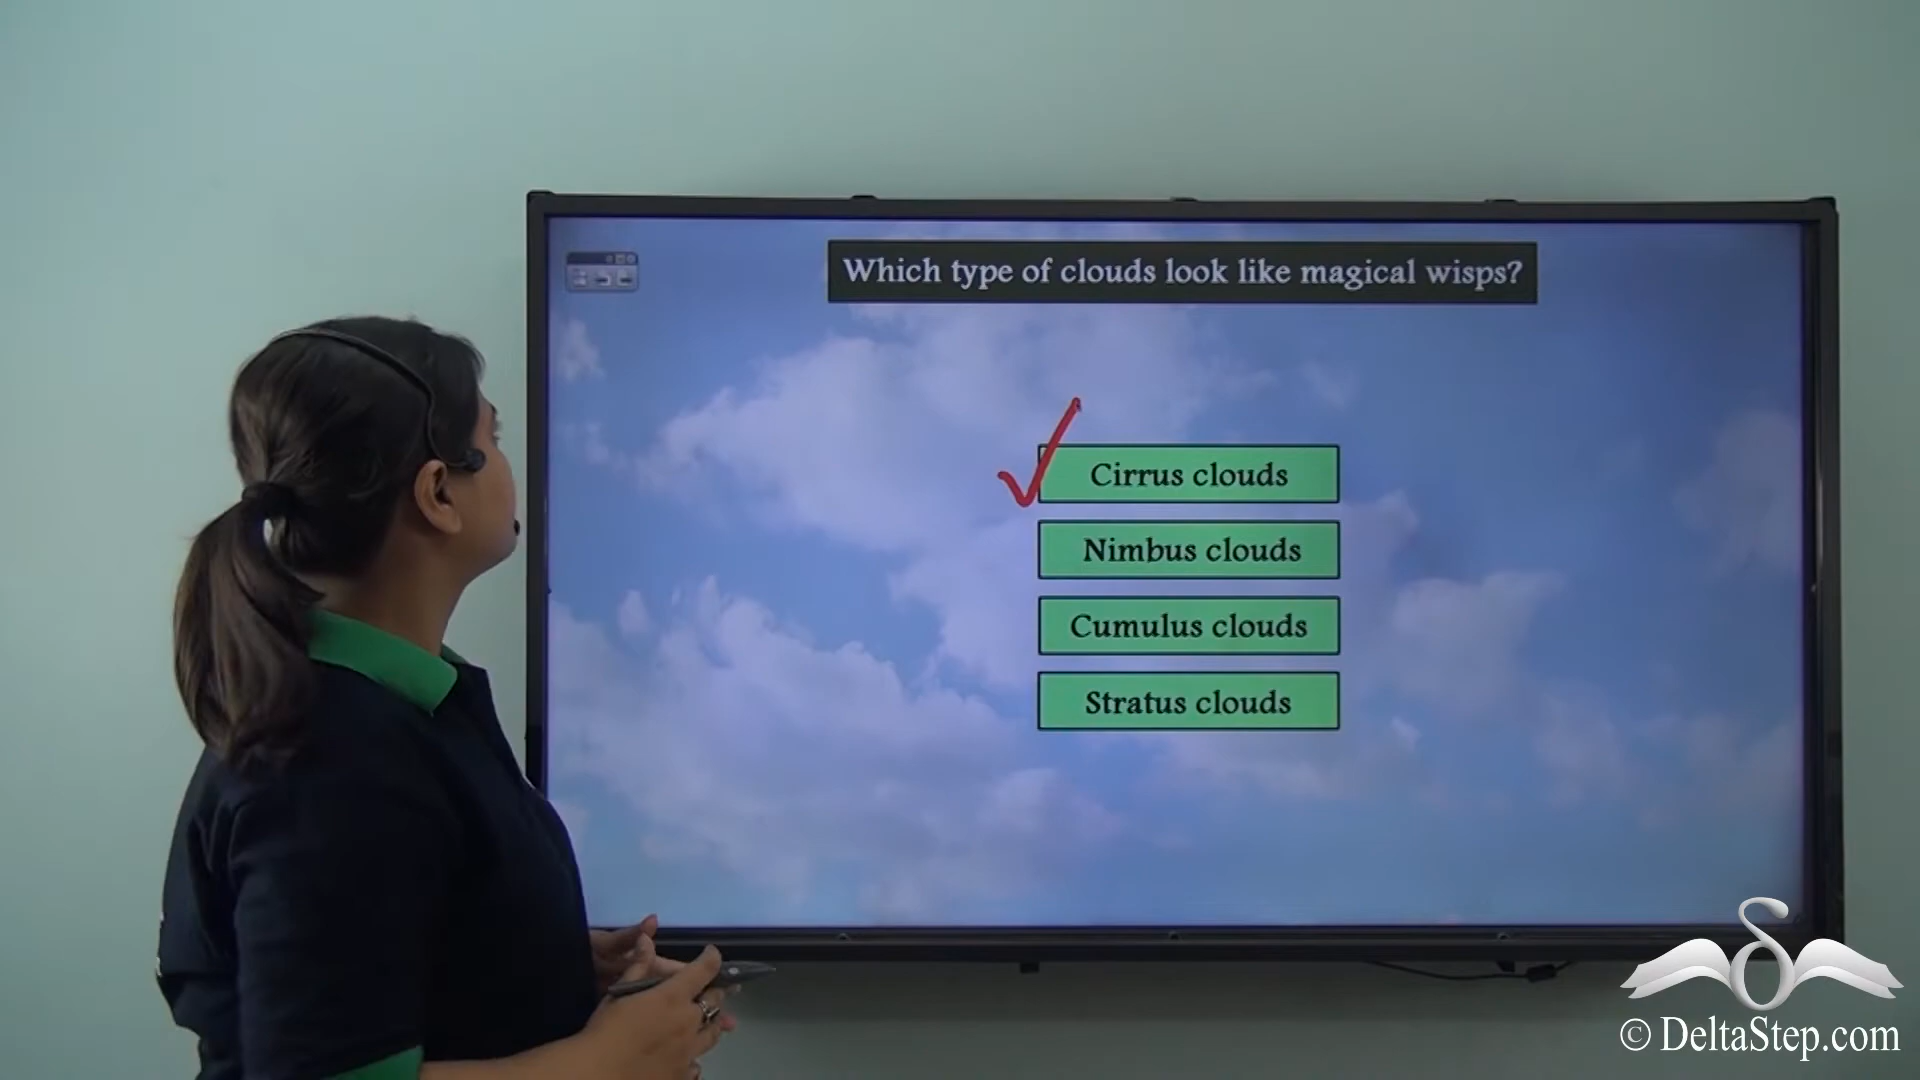 Which type of clouds look like magical wisps?
Cirrus clouds
Nimbus clouds
Cumulus clouds
Stratus clouds
© DeltaStep.com